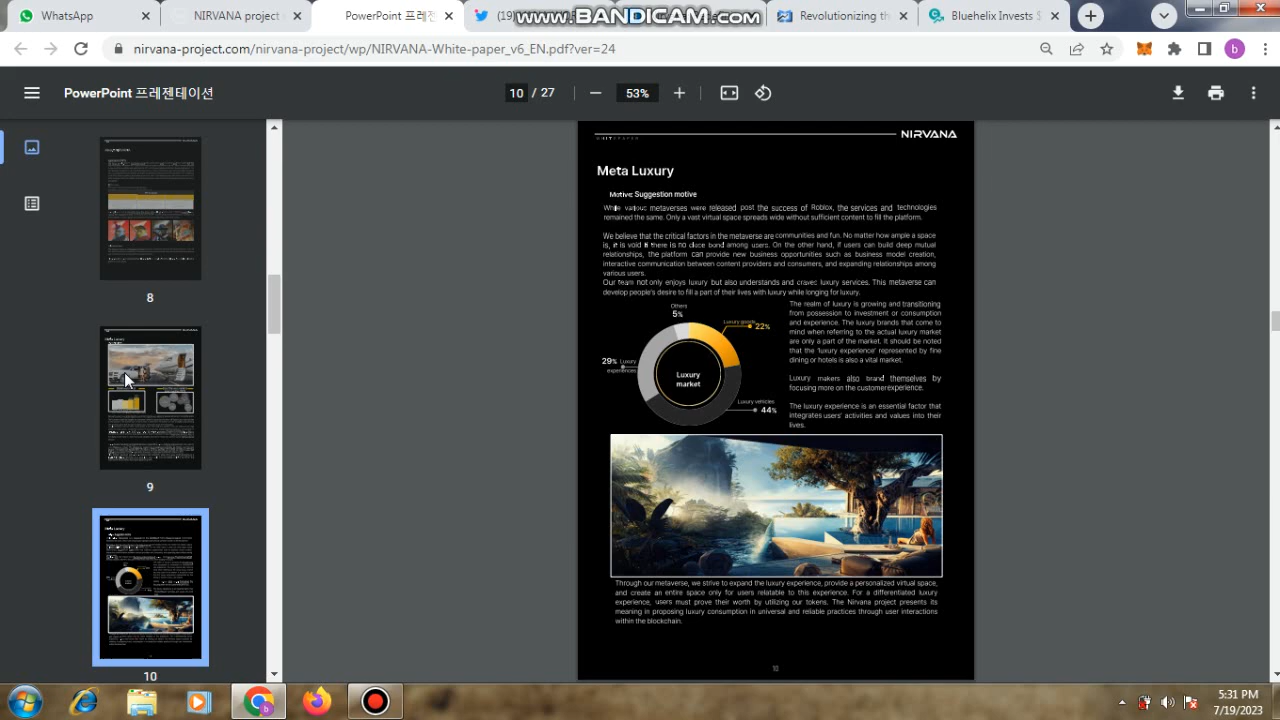 WhatsApp
NIRVANA project
PowerPoint 프레젠
19)
www.BANDICAM.com
Revolutionizing th
Bluehelix Invests
nirvana-project.com/nirvana-project/wp/NIRVANA-White-paper_v6_EN.pdf?ver=24
b
PowerPoint 프레젠테이션
10 / 27
53%
8
9
10
NIRVANA
Meta Luxury
Motive: Suggestion motive
While various metaverses were released post the success of Roblox, the services and technologies
remained the same. Only a vast virtual space spreads wide without sufficient content to fill the platform.
We believe that the critical factors in the metaverse are communities and fun. No matter how ample a space
is, it is void if there is no close bond among users. On the other hand, if users can build deep mutual
relationships, the platform can provide new business opportunities such as business model creation,
interactive communication between content providers and consumers, and expanding relationships among
various users.
Our team not only enjoys luxury but also understands and craves luxury services. This metaverse can
develop people's desire to fill a part of their lives with luxury while longing for luxury.
Others
5%
Luxury goods
22%
29% Luxury
experiences
Luxury
market
Luxury vehicles
44%
The realm of luxury is growing and transitioning
from possession to investment or consumption
and experience. The luxury brands that come to
mind when referring to the actual luxury market
are only a part of the market. It should be noted
that the 'luxury experience' represented by fine
dining or hotels is also a vital market.
Luxury makers also brand themselves by
focusing more on the customer experience.
The luxury experience is an essential factor that
integrates users' activities and values into their
lives.
Through our metaverse, we strive to expand the luxury experience, provide a personalized virtual space,
and create an entire space only for users relatable to this experience. For a differentiated luxury
experience, users must prove their worth by utilizing our tokens. The Nirvana project presents its
meaning in proposing luxury consumption in universal and reliable practices through user interactions
within the blockchain.
10
b
5:31 PM
7/19/2023